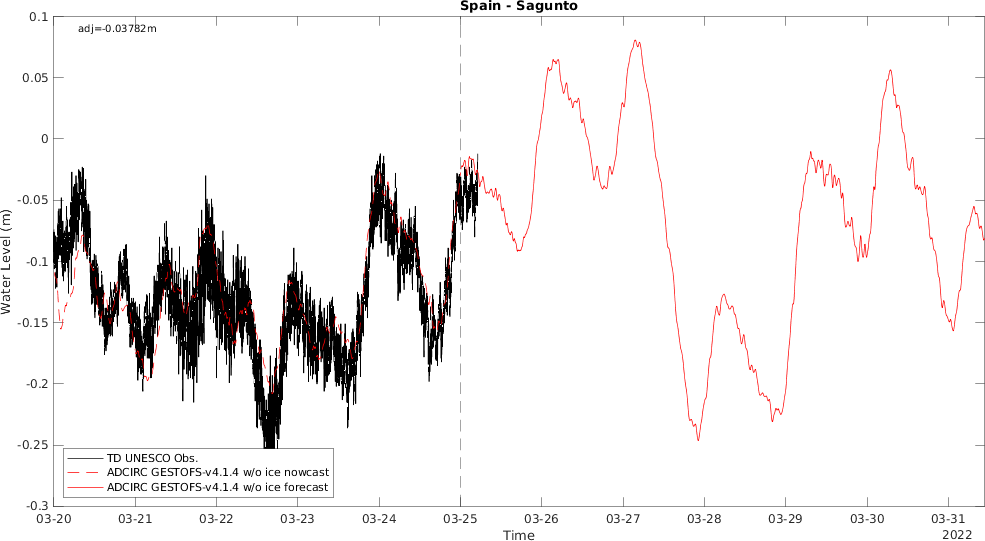 Spain - Sagunto
adj=-0.03782m
0.1
0.05
0
-0.05
-0.1
-0.15
-0.2
-0.25
-0.3
Water Level (m)
TD UNESCO Obs.
ADCIRC GESTOFS-v4.1.4 w/o ice nowcast
ADCIRC GESTOFS-v4.1.4 w/o ice forecast
03-20 03-21 03-22 03-23 03-24 03-25 03-26 03-27 03-28 03-29 03-30 03-31
Time
2022